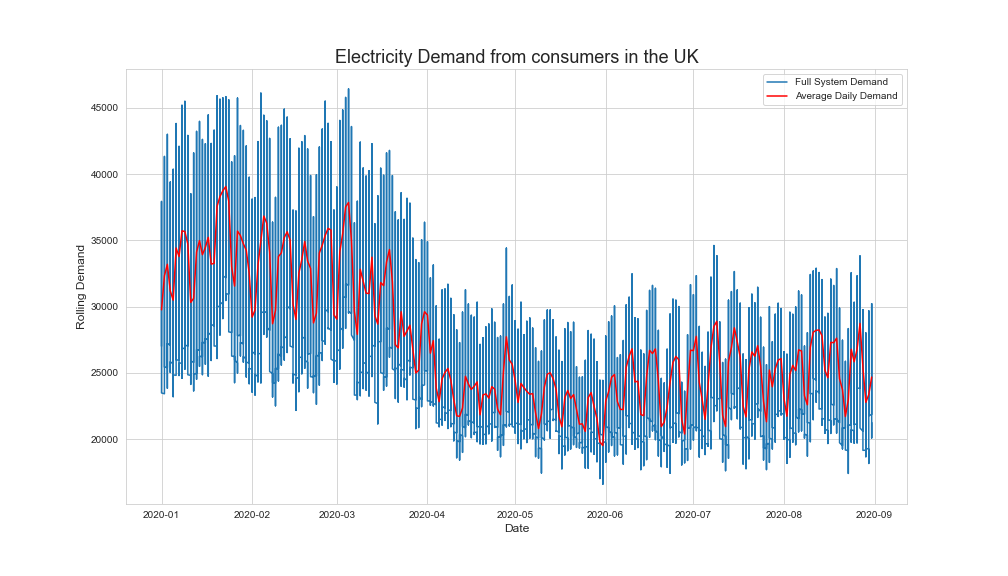 Electricity Demand from consumers in the UK
Full System Demand
Average Daily Demand
45000
40000
35000
30000
25000
20000
Rolling Demand
2020-01 2020-02 2020-03 2020-04 2020-05 2020-06 2020-07 2020-08 2020-09
Date